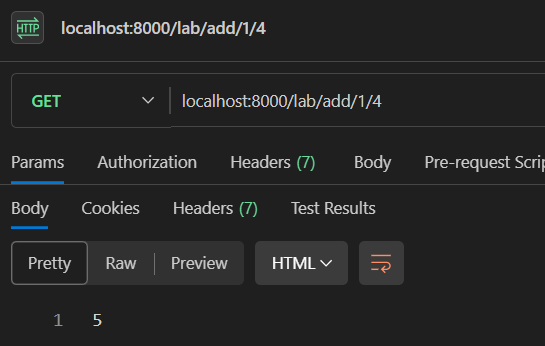 HTTP localhost:8000/lab/add/1/4
GET localhost:8000/lab/add/1/4
Params Authorization Headers (7) Body Pre-request Scrip
Body Cookies Headers (7) Test Results
Pretty Raw Preview HTML
1 5